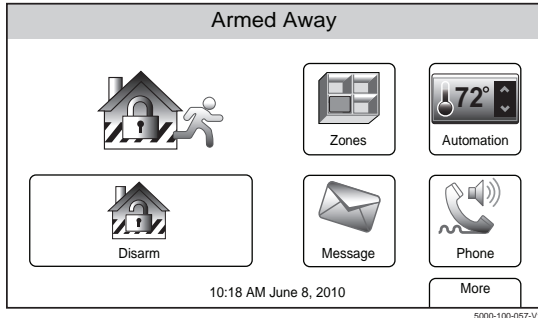 Armed Away
72°
Zones
Automation
Disarm
Message
Phone
10:18 AM June 8, 2010
More
5000-100-057-V